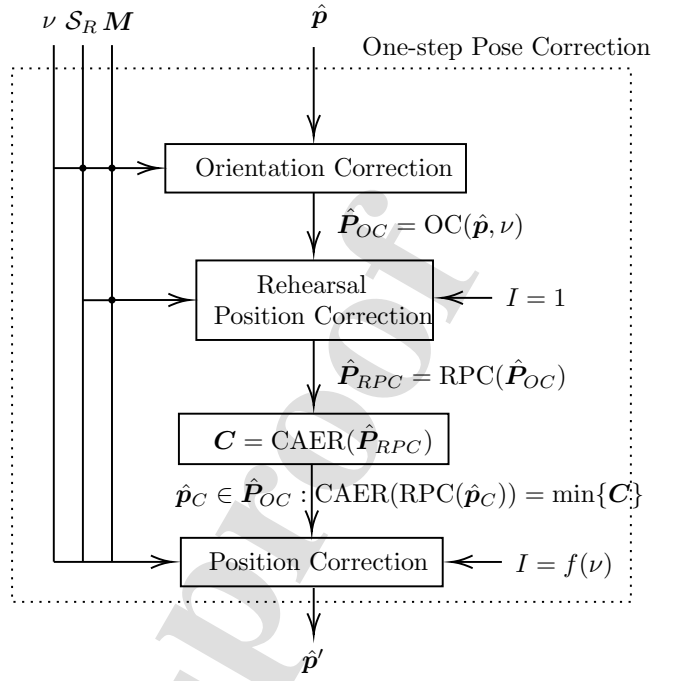 ν 𝒮_R M
p̂
One-step Pose Correction
Orientation Correction
P̂_OC = OC(p̂, ν)
Rehearsal
Position Correction
I = 1
P̂_RPC = RPC(P̂_OC)
C = CAER(P̂_RPC)
p̂_C ∈ P̂_OC : CAER(RPC(p̂_C)) = min{C}
Position Correction
I = f(ν)
p̂′
proof